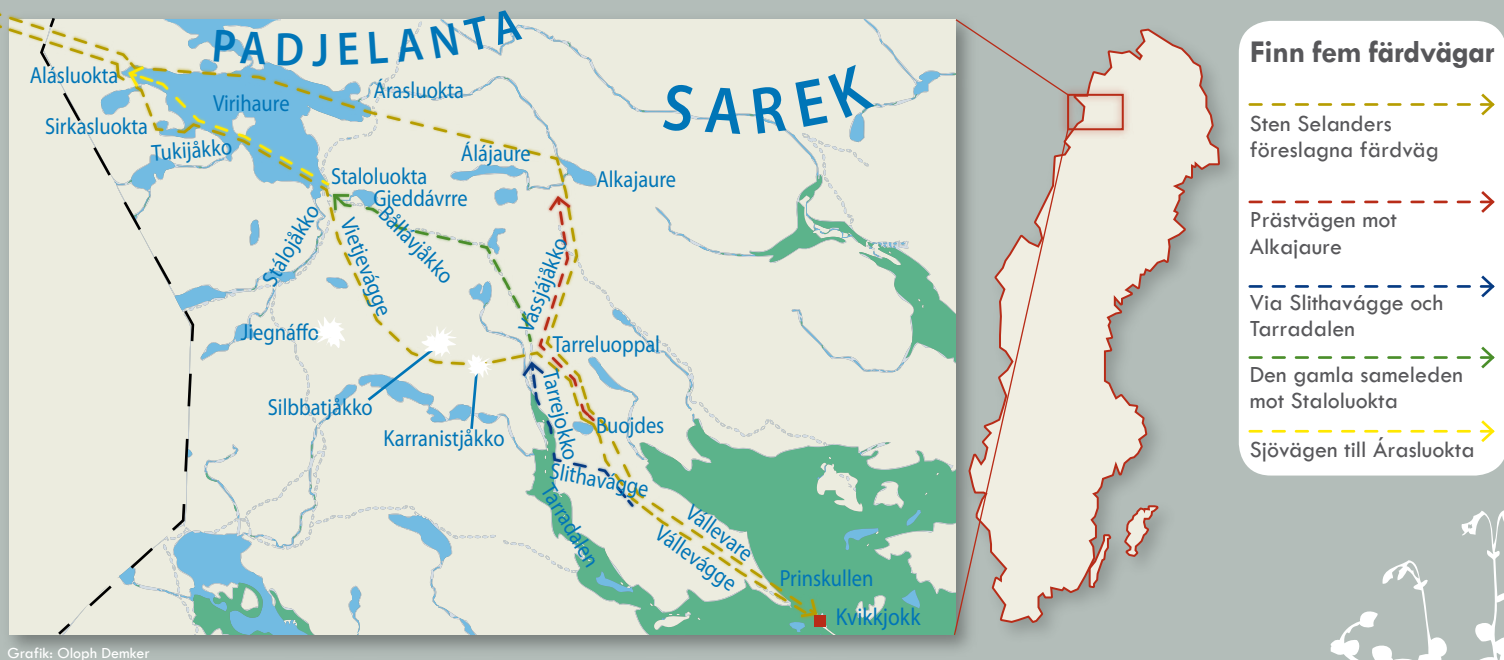 PADJELANTA
SAREK
Alásluokta
Virihaure
Árasluokta
Sirkasluokta
Tukijåkko
Álájaure
Alkajaure
Staloluokta
Gieddávrre
Bållávjåkko
Stálojåkko
Vietjevágge
Vássjájåkko
Jiegnáffo
Tarreluoppal
Silbbatjåkko
Karranistjåkko
Tarrejokko
Buojdes
Slithavágge
Tarradalen
Vállevare
Vállevágge
Prinskullen
Kvikkjokk
Finn fem färdvägar
Sten Selanders
föreslagna färdväg
Prästvägen mot
Alkajaure
Via Slithavágge och
Tarradalen
Den gamla sameleden
mot Staloluokta
Sjövägen till Árasluokta
Grafik: Oloph Demker